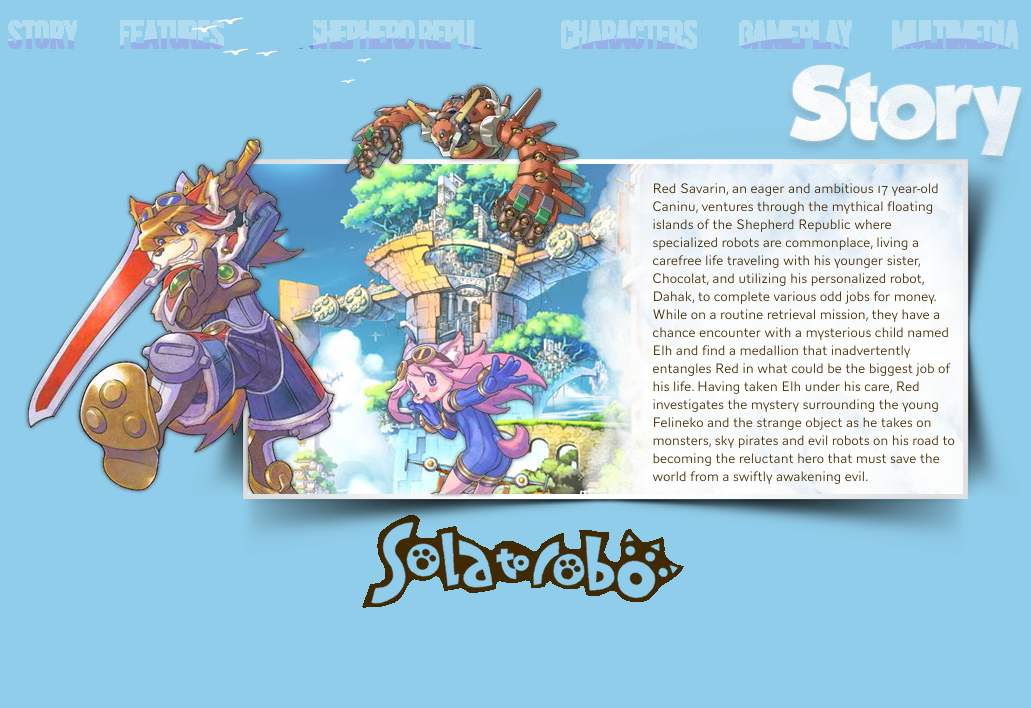 STORY FEATURES SHEPHERD REPU CHARACTERS GAMEPLAY MULTIMEDIA
Story
Red Savarin, an eager and ambitious 17 year-old
Caninu, ventures through the mythical floating
islands of the Shepherd Republic where
specialized robots are commonplace, living a
carefree life traveling with his younger sister,
Chocolat, and utilizing his personalized robot,
Dahak, to complete various odd jobs for money.
While on a routine retrieval mission, they have a
chance encounter with a mysterious child named
Elh and find a medallion that inadvertently
entangles Red in what could be the biggest job of
his life. Having taken Elh under his care, Red
investigates the mystery surrounding the young
Felineko and the strange object as he takes on
monsters, sky pirates and evil robots on his road to
becoming the reluctant hero that must save the
world from a swiftly awakening evil.
Solatorobo